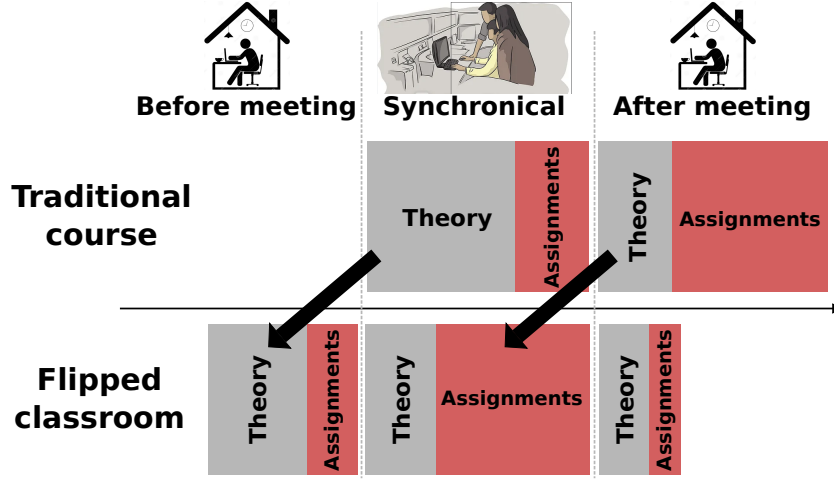 Before meeting
Synchronical
After meeting
Traditional
course
Theory
Assignments
Theory
Assignments
Flipped
classroom
Theory
Assignments
Theory
Assignments
Theory
Assignments